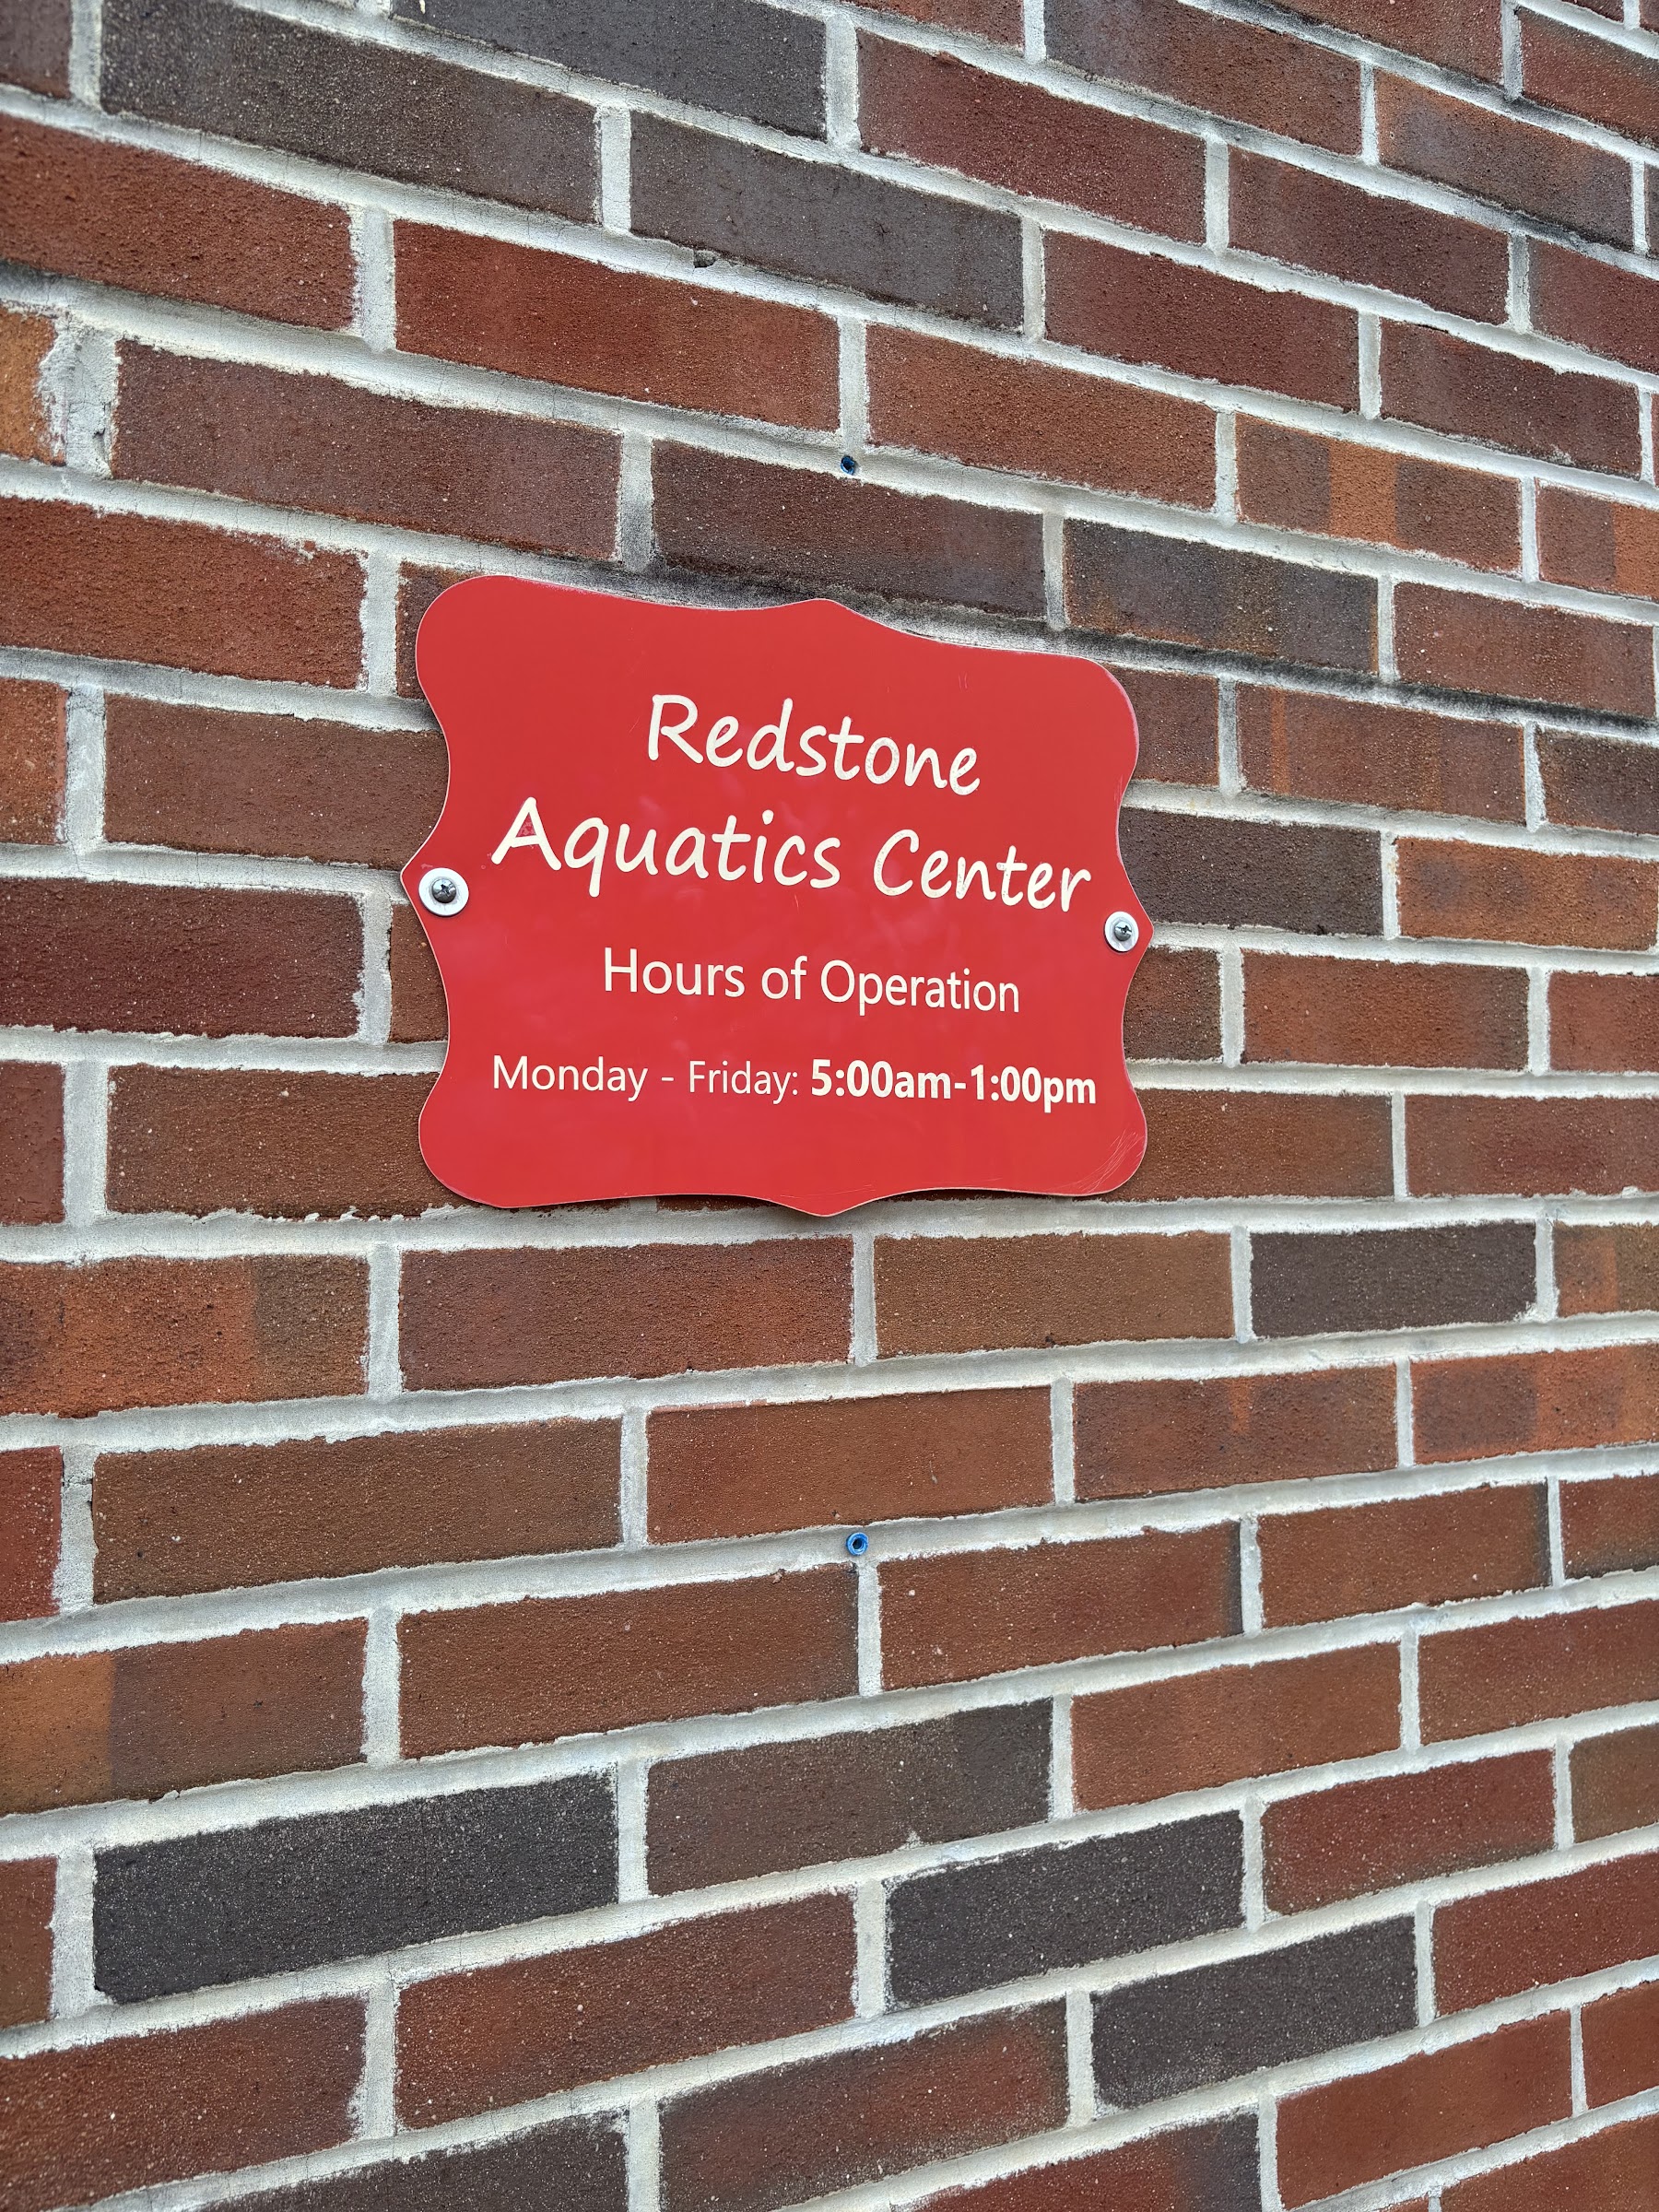 Redstone
Aquatics Center
Hours of Operation
Monday - Friday: 5:00am-1:00pm